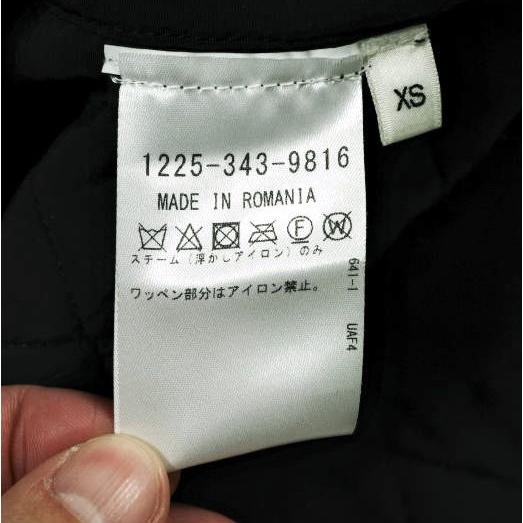 XS
1225-343-9816
MADE IN ROMANIA
F W
スチーム(浮かしアイロン)のみ
ワッペン部分はアイロン禁止。
641-1 UAF4